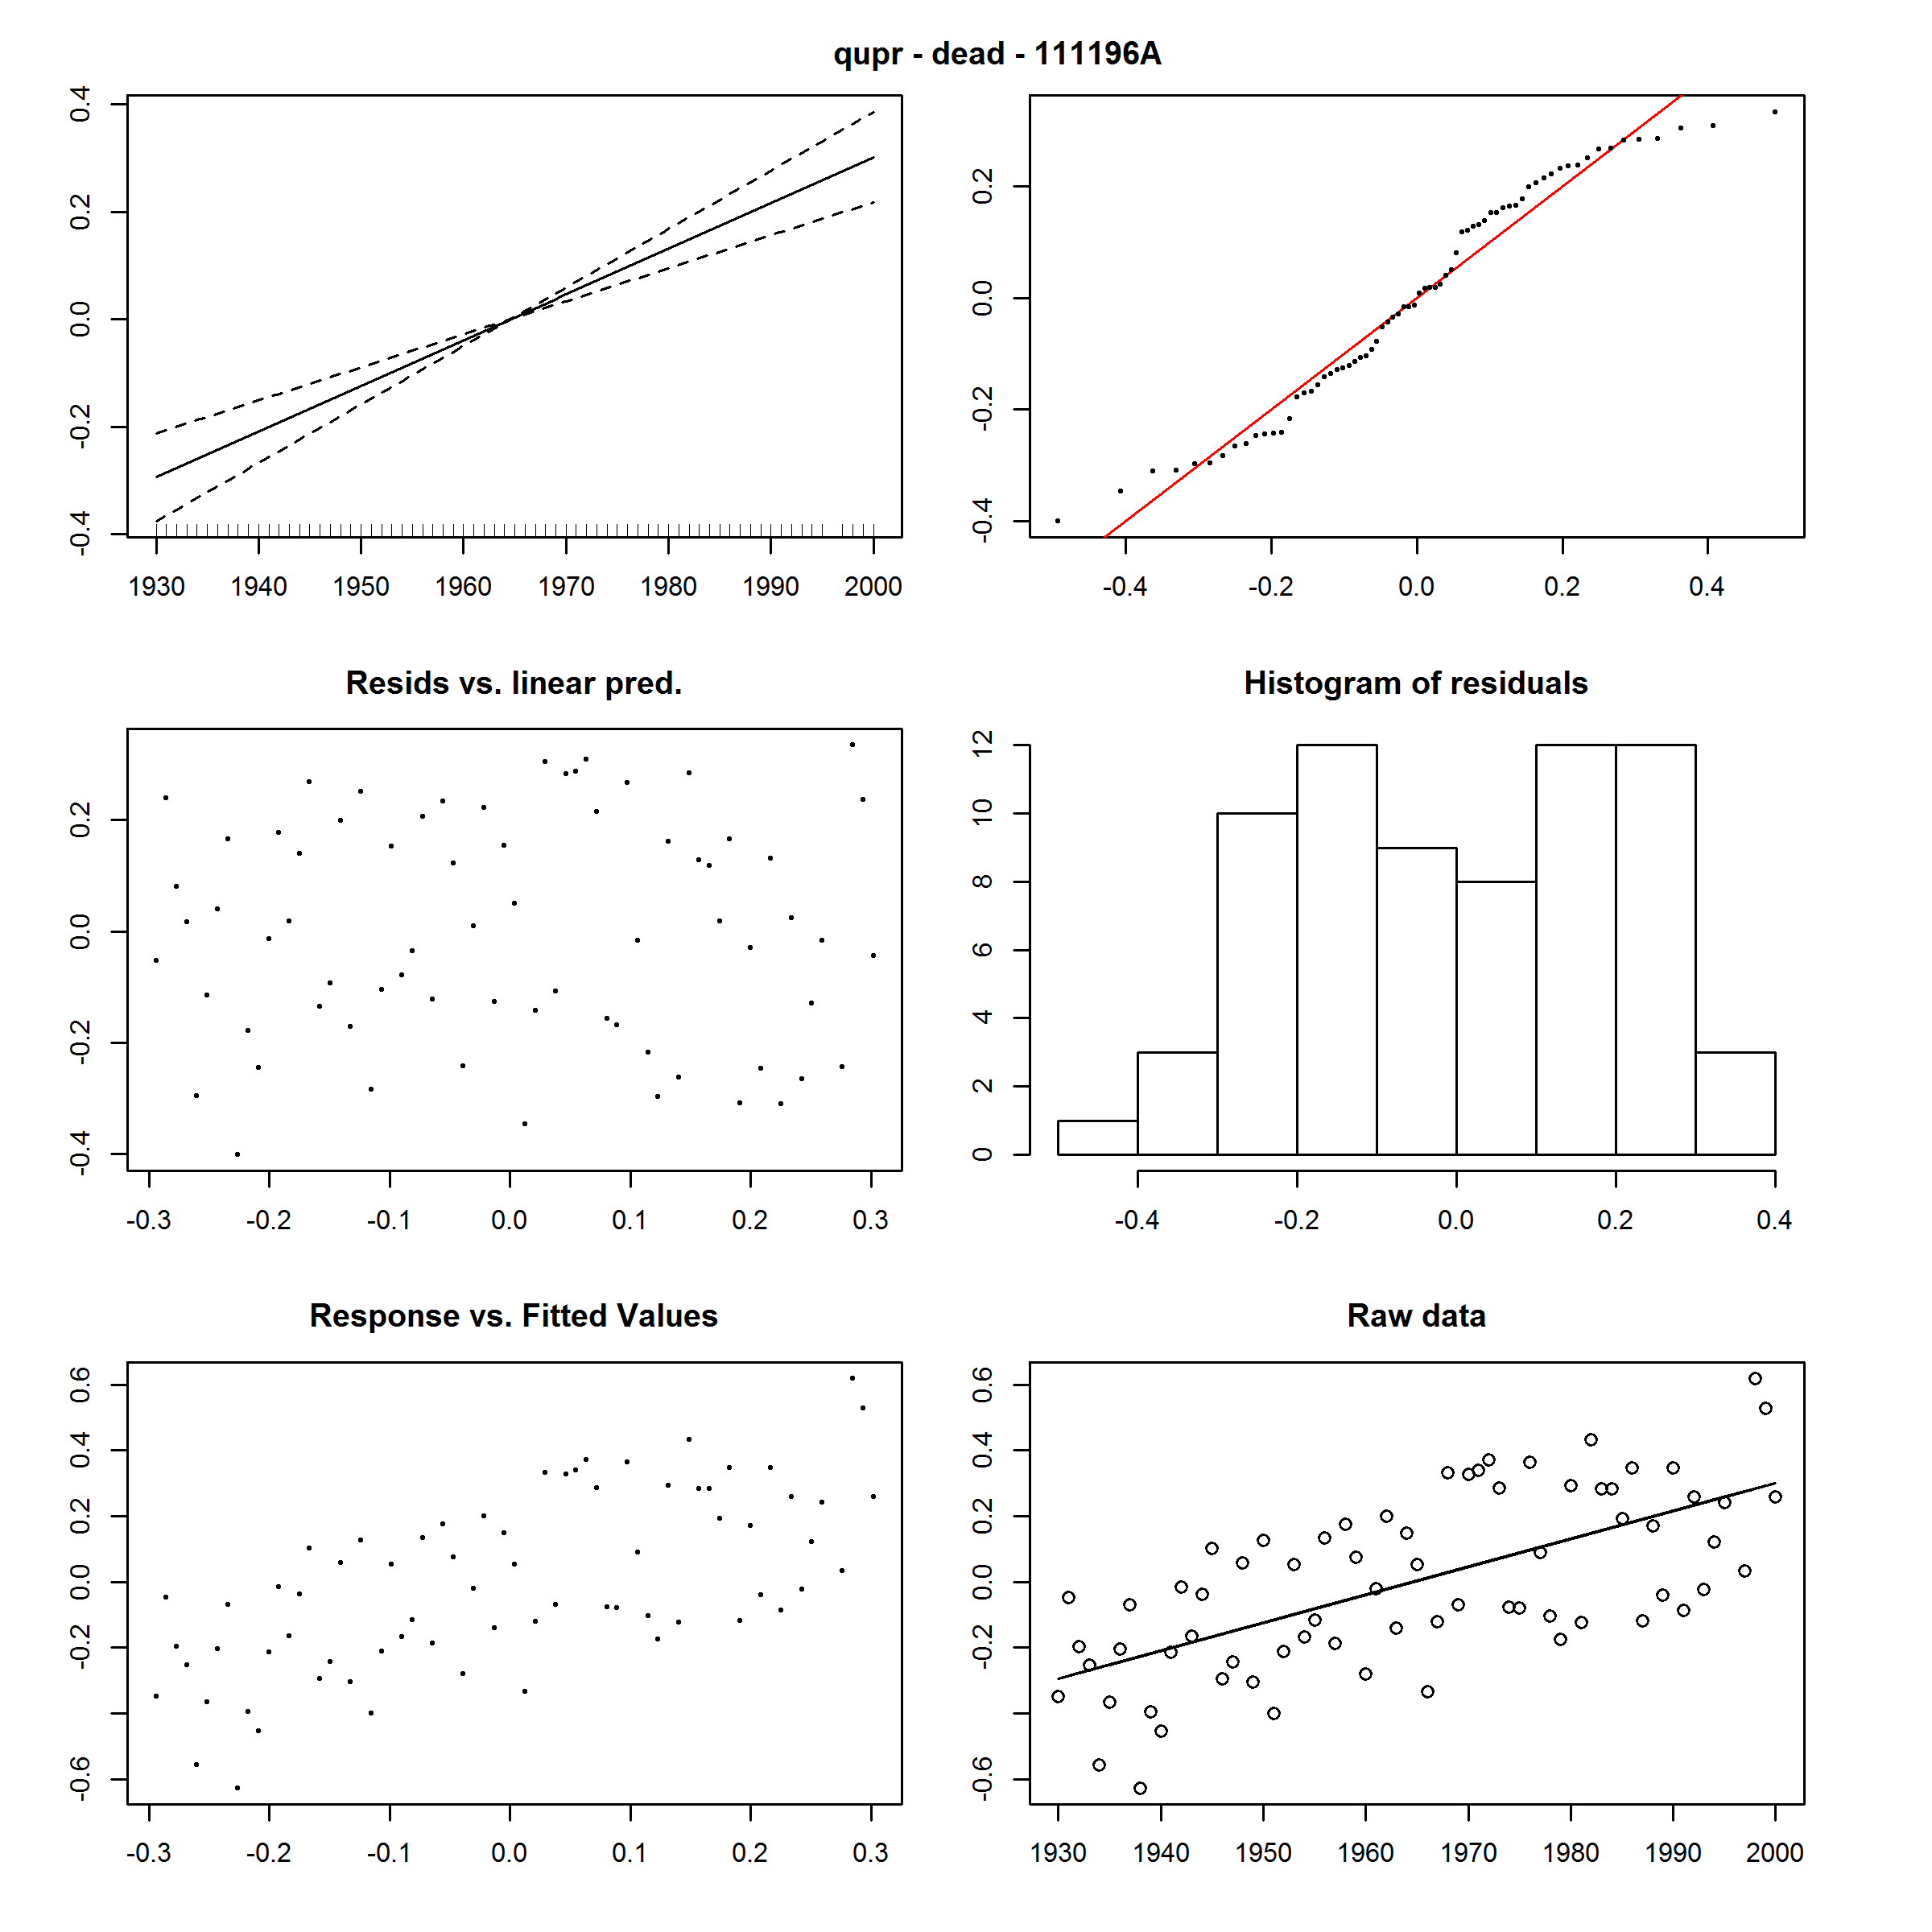 qupr - dead - 111196A
0.4
0.2
0.0
-0.2
-0.4
1930 1940 1950 1960 1970 1980 1990 2000
0.2
0.0
-0.2
-0.4
-0.4 -0.2 0.0 0.2 0.4
Resids vs. linear pred.
0.2
0.0
-0.2
-0.4
-0.3 -0.2 -0.1 0.0 0.1 0.2 0.3
Histogram of residuals
12
10
8
6
4
2
0
-0.4 -0.2 0.0 0.2 0.4
Response vs. Fitted Values
0.6
0.4
0.2
0.0
-0.2
-0.6
-0.3 -0.2 -0.1 0.0 0.1 0.2 0.3
Raw data
0.6
0.4
0.2
0.0
-0.2
-0.6
1930 1940 1950 1960 1970 1980 1990 2000